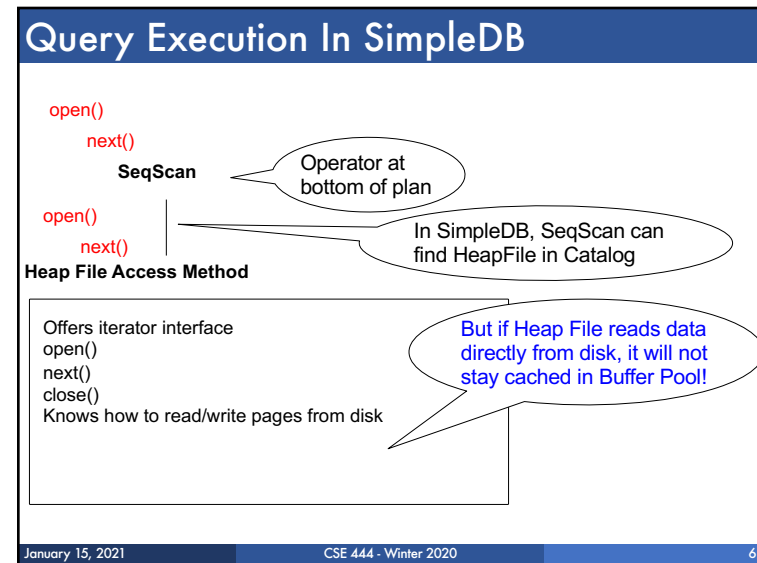 Query Execution In SimpleDB
open()
next()
SeqScan
Operator at
bottom of plan
open()
next()
In SimpleDB, SeqScan can
find HeapFile in Catalog
Heap File Access Method
Offers iterator interface
open()
next()
close()
Knows how to read/write pages from disk
But if Heap File reads data
directly from disk, it will not
stay cached in Buffer Pool!
January 15, 2021
CSE 444 - Winter 2020
6